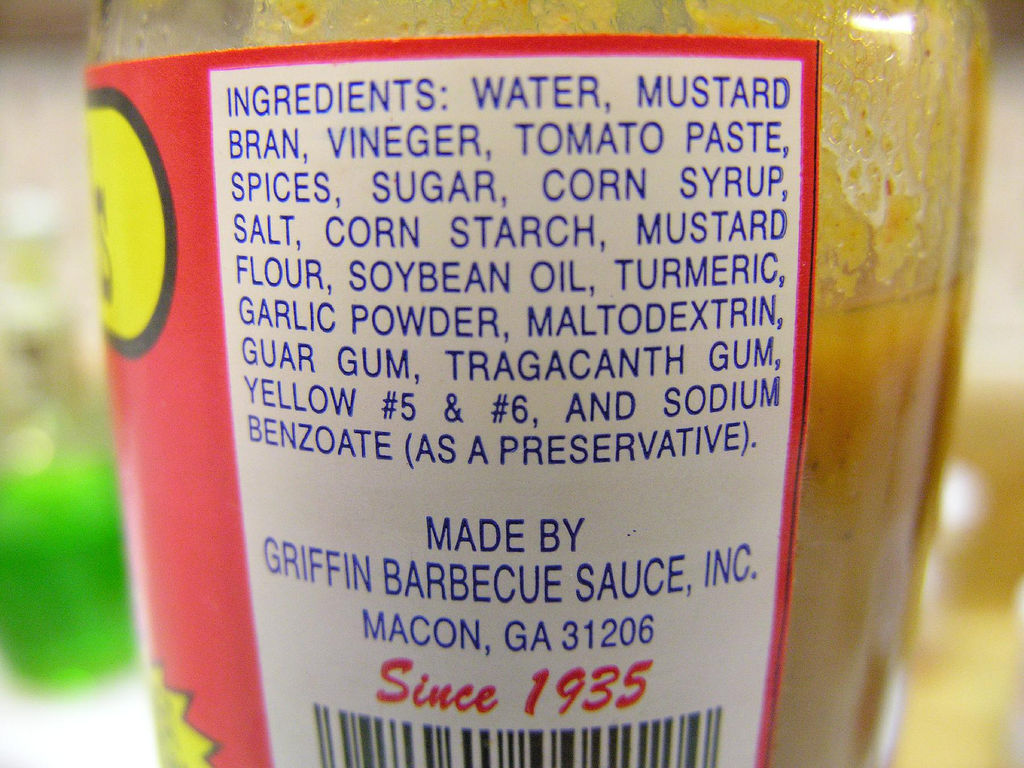 INGREDIENTS: WATER, MUSTARD
BRAN, VINEGER, TOMATO PASTE,
SPICES, SUGAR, CORN SYRUP,
SALT, CORN STARCH, MUSTARD
FLOUR, SOYBEAN OIL, TURMERIC,
GARLIC POWDER, MALTODEXTRIN,
GUAR GUM, TRAGACANTH GUM,
YELLOW #5 & #6, AND SODIUM
BENZOATE (AS A PRESERVATIVE).
MADE BY
GRIFFIN BARBECUE SAUCE, INC.
MACON, GA 31206
Since 1935